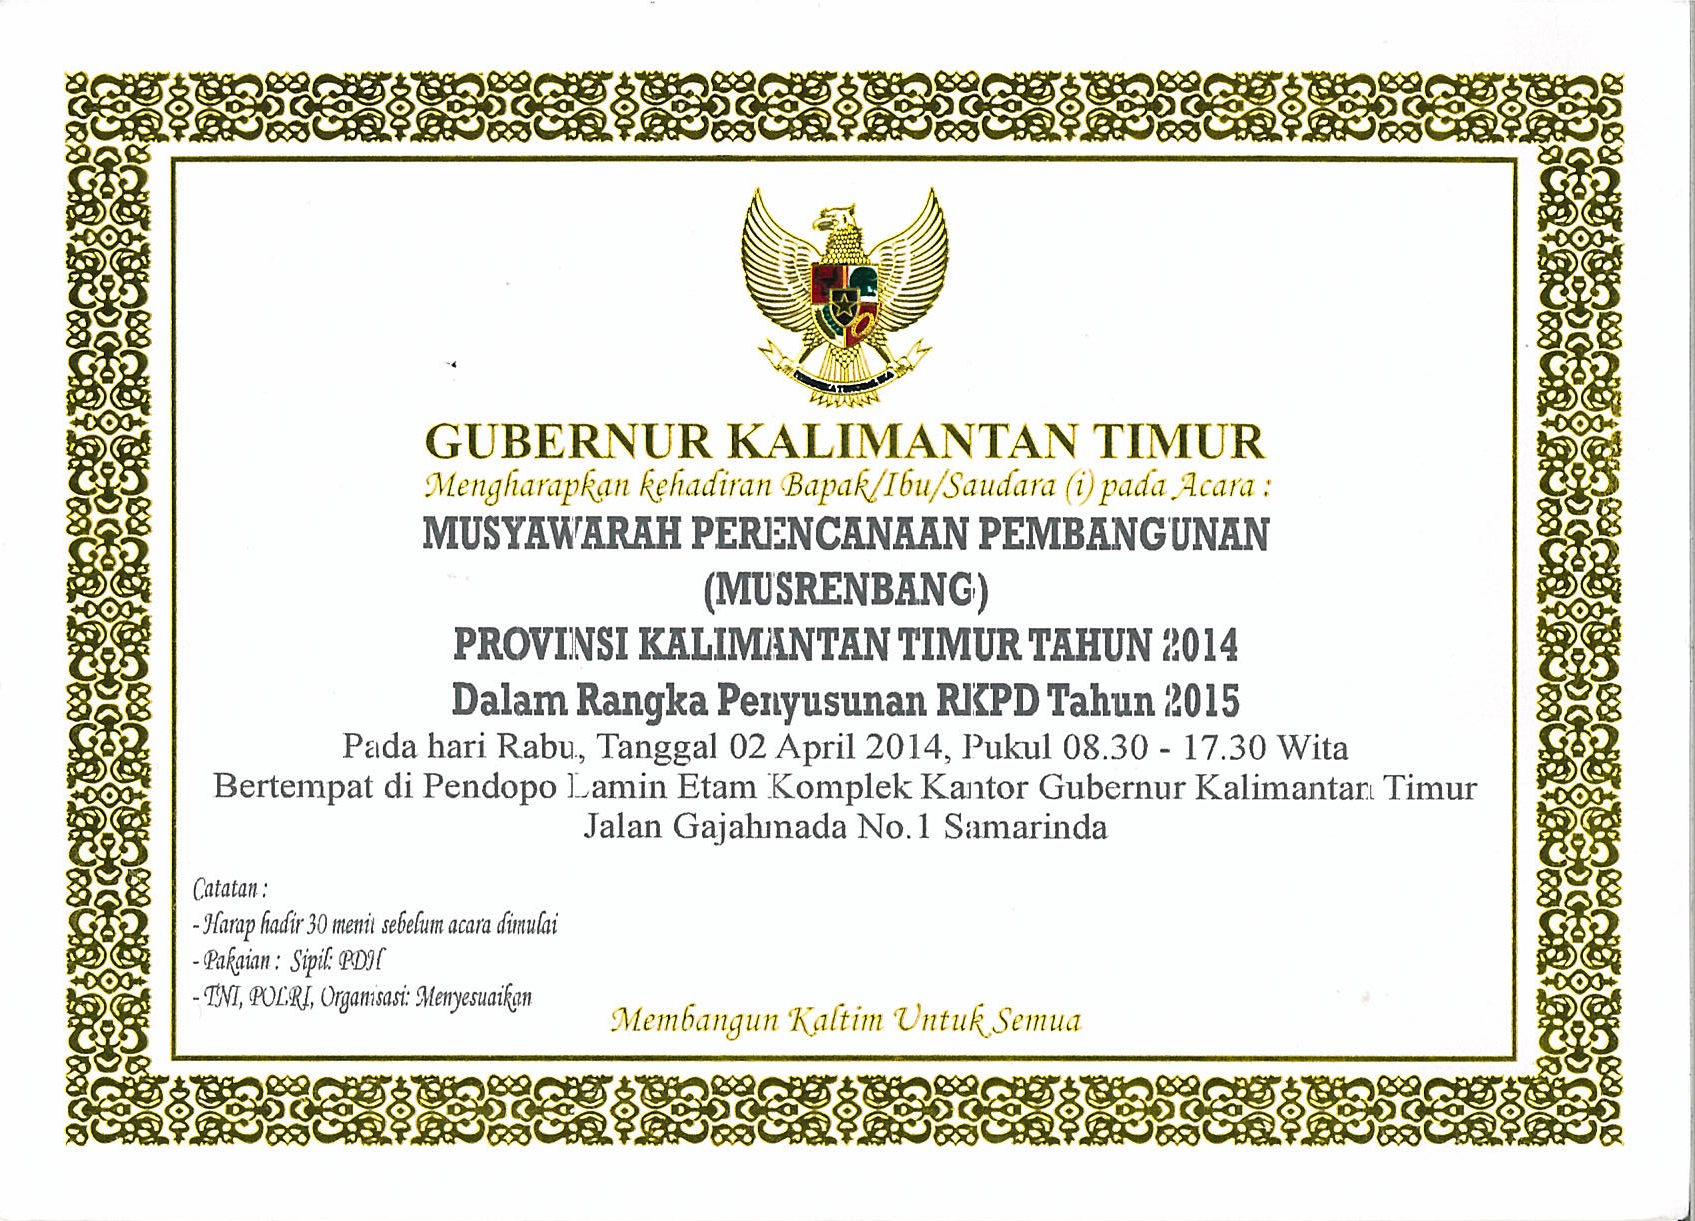 GUBERNUR KALIMANTAN TIMUR
Mengharapkan kehadiran Bapak/Ibu/Saudara (i) pada Acara :
MUSYAWARAH PERENCANAAN PEMBANGUNAN
(MUSRENBANG)
PROVINSI KALIMANTAN TIMUR TAHUN 2014
Dalam Rangka Penyusunan RKPD Tahun 2015
Pada hari Rabu, Tanggal 02 April 2014, Pukul 08.30 - 17.30 Wita
Bertempat di Pendopo Lamin Etam Komplek Kantor Gubernur Kalimantan Timur
Jalan Gajahmada No.1 Samarinda
Catatan :
- Harap hadir 30 menit sebelum acara dimulai
- Pakaian : Sipil: PDH
- TNI, POLRI, Organisasi: Menyesuaikan
Membangun Kaltim Untuk Semua